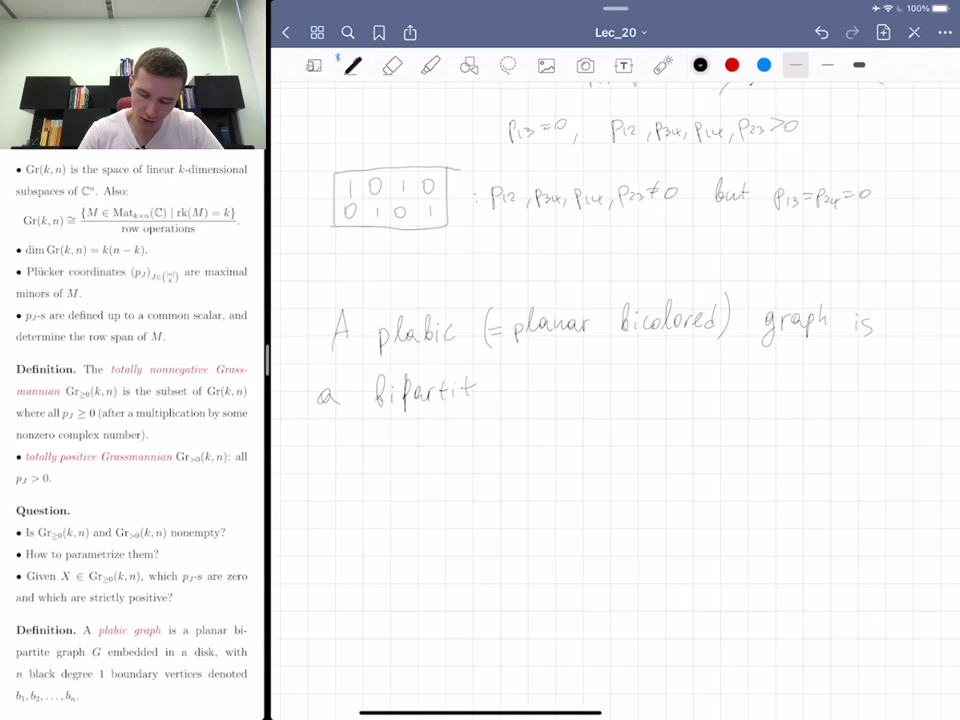 100%
Lec_20
• Gr(k, n) is the space of linear k-dimensional
subspaces of ℂⁿ. Also:
Gr(k, n) ≅ {M ∈ Matₖₓₙ(ℂ) | rk(M) = k} / row operations.
• dim Gr(k, n) = k(n − k).
• Plücker coordinates (p_J)_{J∈([n] k)} are maximal
minors of M.
• p_J-s are defined up to a common scalar, and
determine the row span of M.
Definition. The totally nonnegative Grass-
mannian Gr≥0(k, n) is the subset of Gr(k, n)
where all p_J ≥ 0 (after a multiplication by some
nonzero complex number).
• totally positive Grassmannian Gr>0(k, n): all
p_J > 0.
Question.
• Is Gr≥0(k, n) and Gr>0(k, n) nonempty?
• How to parametrize them?
• Given X ∈ Gr≥0(k, n), which p_J-s are zero
and which are strictly positive?
Definition. A plabic graph is a planar bi-
partite graph G embedded in a disk, with
n black degree 1 boundary vertices denoted
b₁, b₂, . . . , bₙ.
p₁₃=0, p₁₂, p₃₄, p₁₄, p₂₃>0
1 0 1 0
0 1 0 1
: p₁₂, p₃₄, p₁₄, p₂₃≠0 but p₁₃=p₂₄=0
A plabic (=planar bicolored) graph is
a bipartit